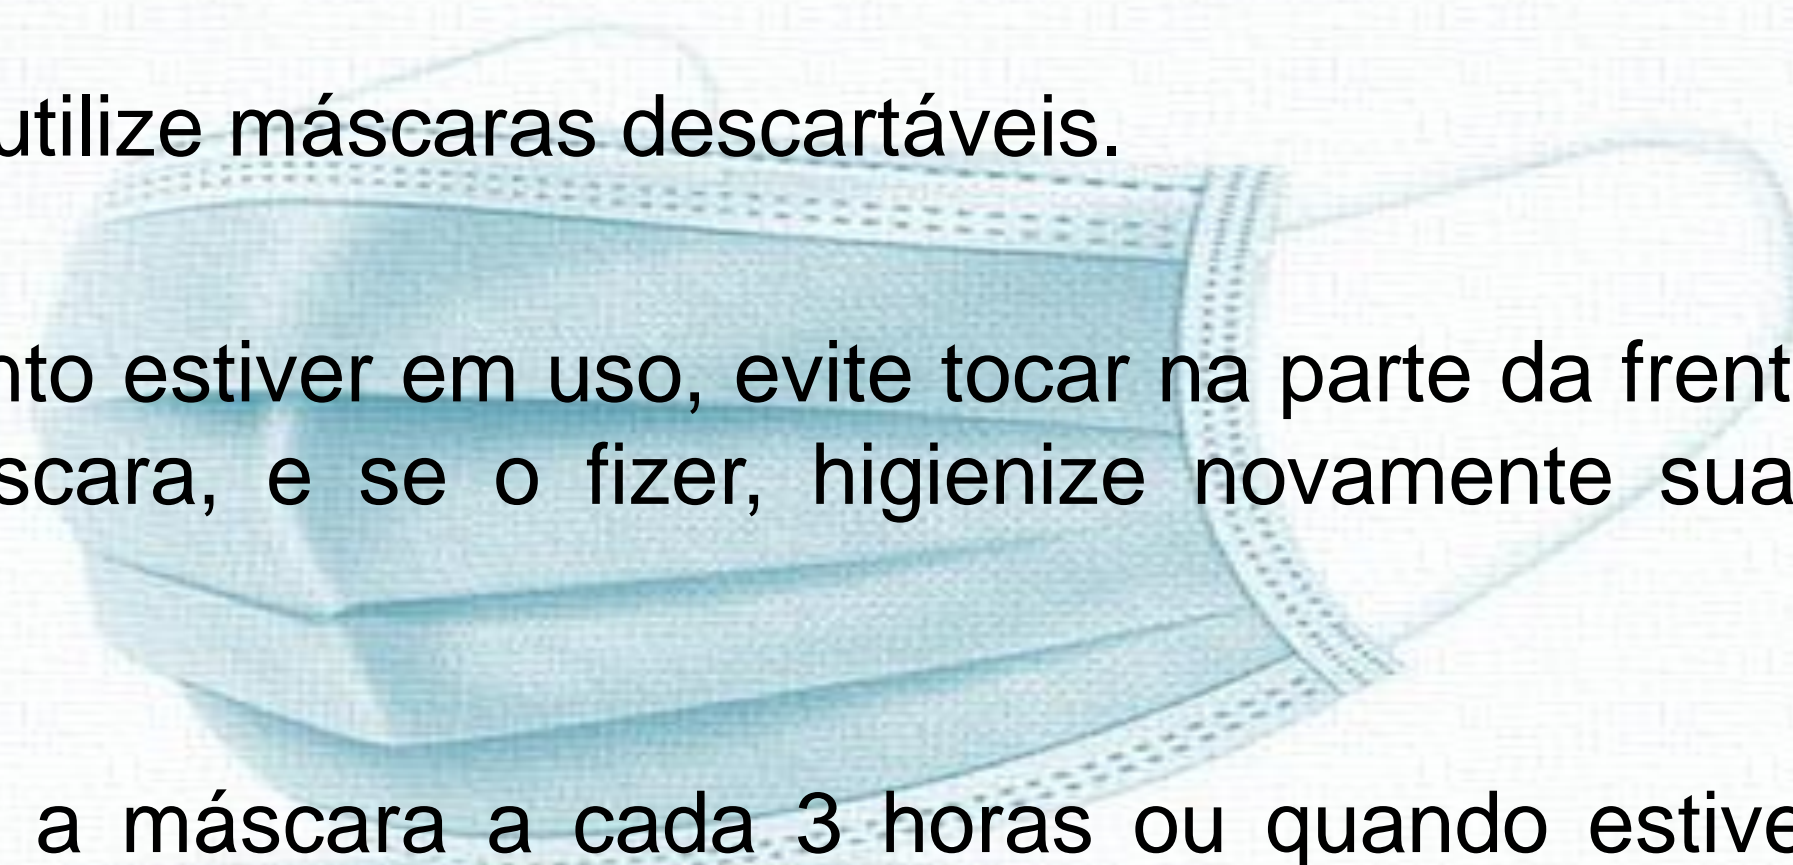 utilize máscaras descartáveis.
nto estiver em uso, evite tocar na parte da frent
scara, e se o fizer, higienize novamente sua
a máscara a cada 3 horas ou quando estive